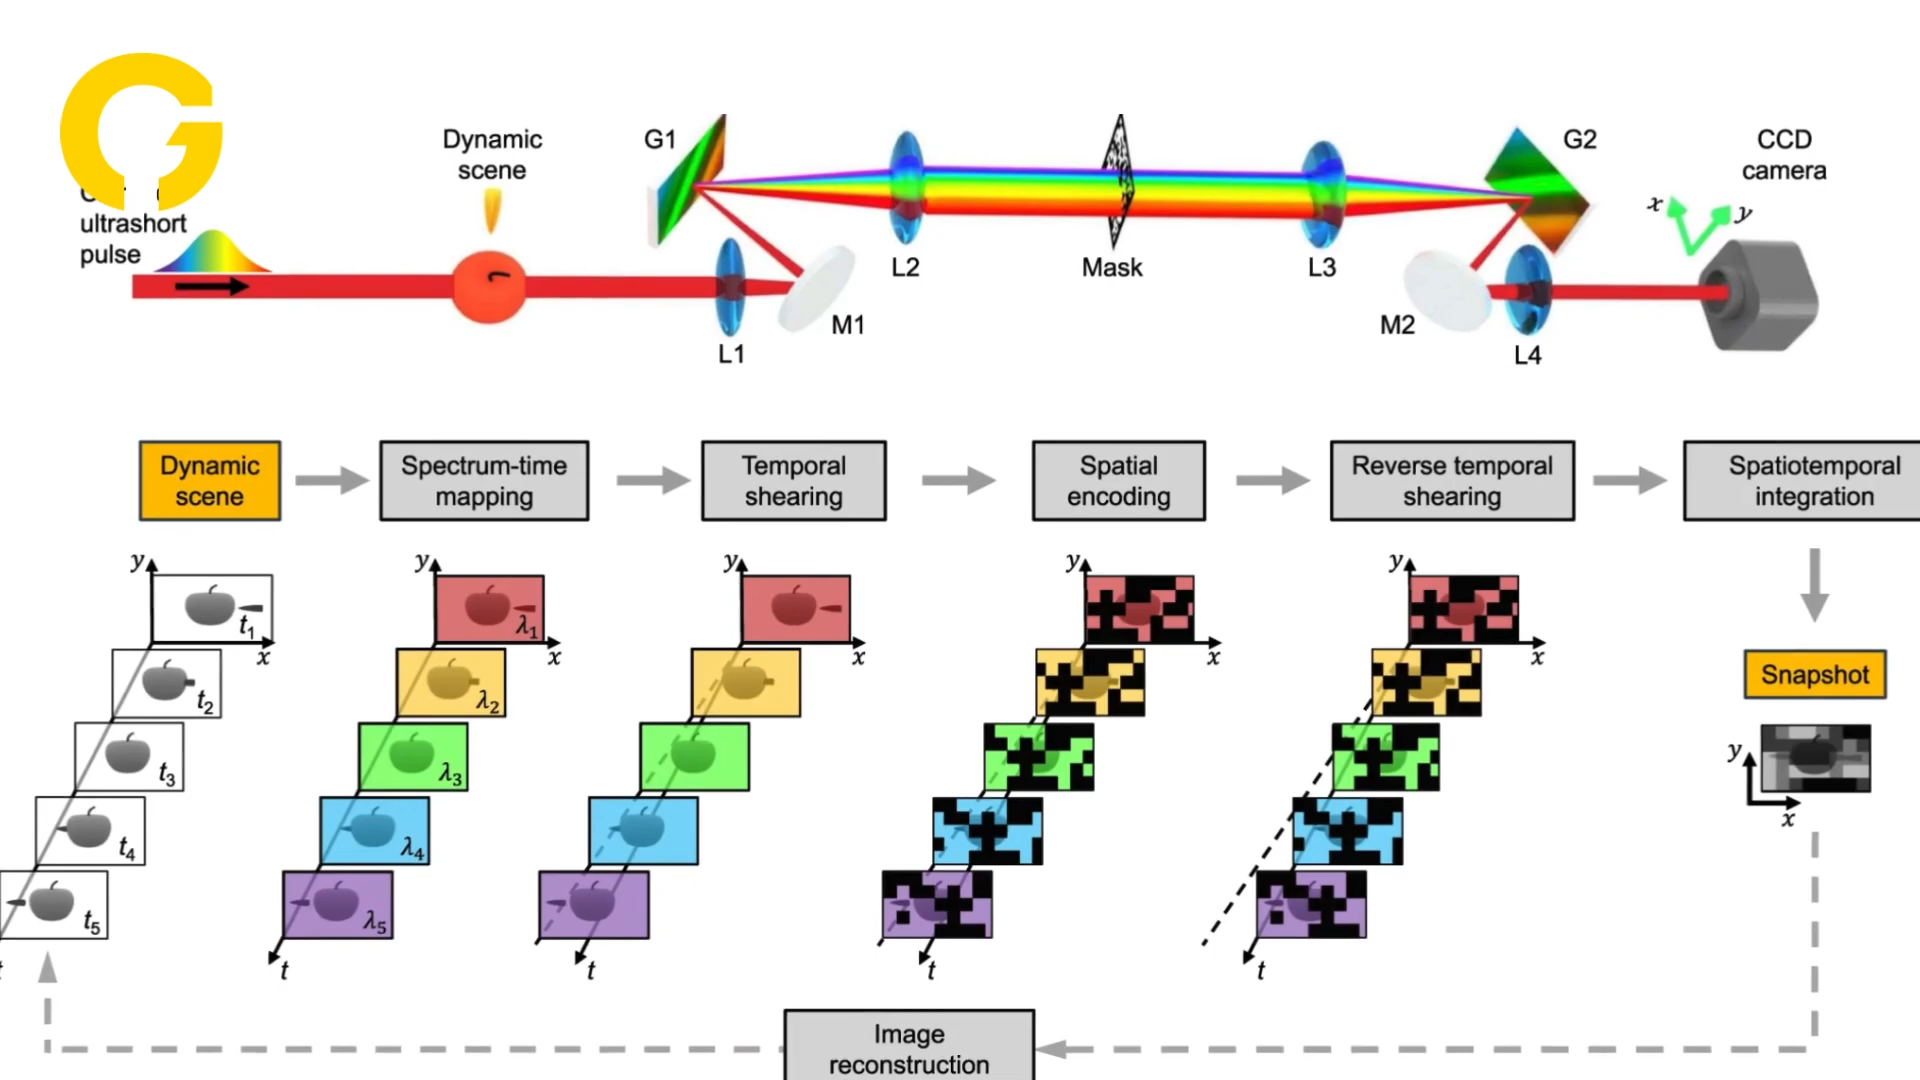 Dynamic
scene
G1
G2
CCD
camera
ultrashort
pulse
x
y
L2
Mask
L3
M1
M2
L1
L4
Dynamic
scene
Spectrum-time
mapping
Temporal
shearing
Spatial
encoding
Reverse temporal
shearing
Spatiotemporal
integration
y
t1
x
t2
t3
t4
t5
t
y
λ1
x
λ2
λ3
λ4
λ5
t
y
x
t
y
x
t
y
x
t
Snapshot
y
x
Image
reconstruction